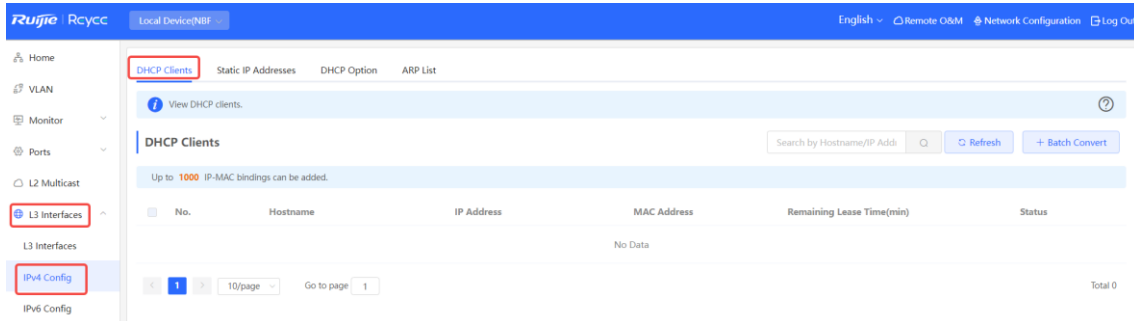 Ruijie | Rcycc Local Device(NBF English Remote O&M Network Configuration Log Out
Home
VLAN
Monitor
Ports
L2 Multicast
L3 Interfaces
L3 Interfaces
IPv4 Config
IPv6 Config
DHCP Clients Static IP Addresses DHCP Option ARP List
i View DHCP clients. ?
DHCP Clients Search by Hostname/IP Addr Refresh + Batch Convert
Up to 1000 IP-MAC bindings can be added.
No. Hostname IP Address MAC Address Remaining Lease Time(min) Status
No Data
< 1 > 10/page Go to page 1 Total 0